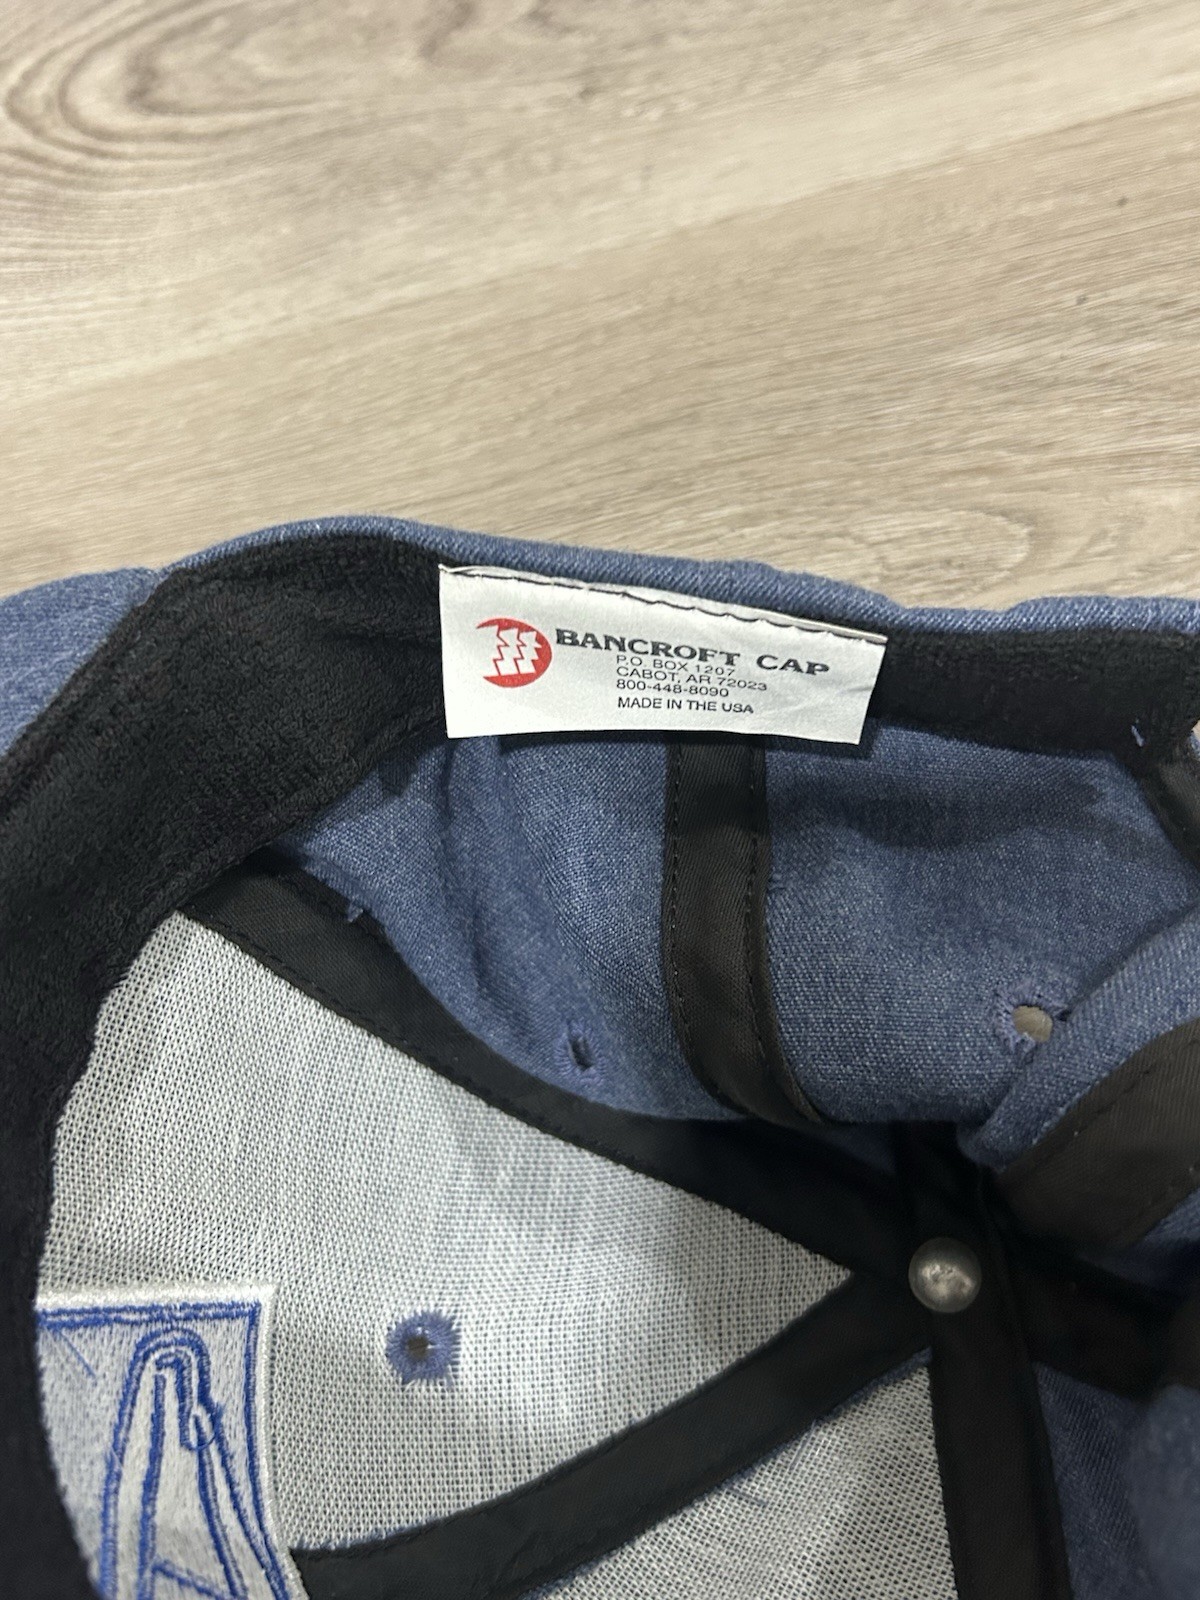 BANCROFT CAP
P.O. BOX 1207
CABOT, AR 72023
800-448-8090
MADE IN THE USA